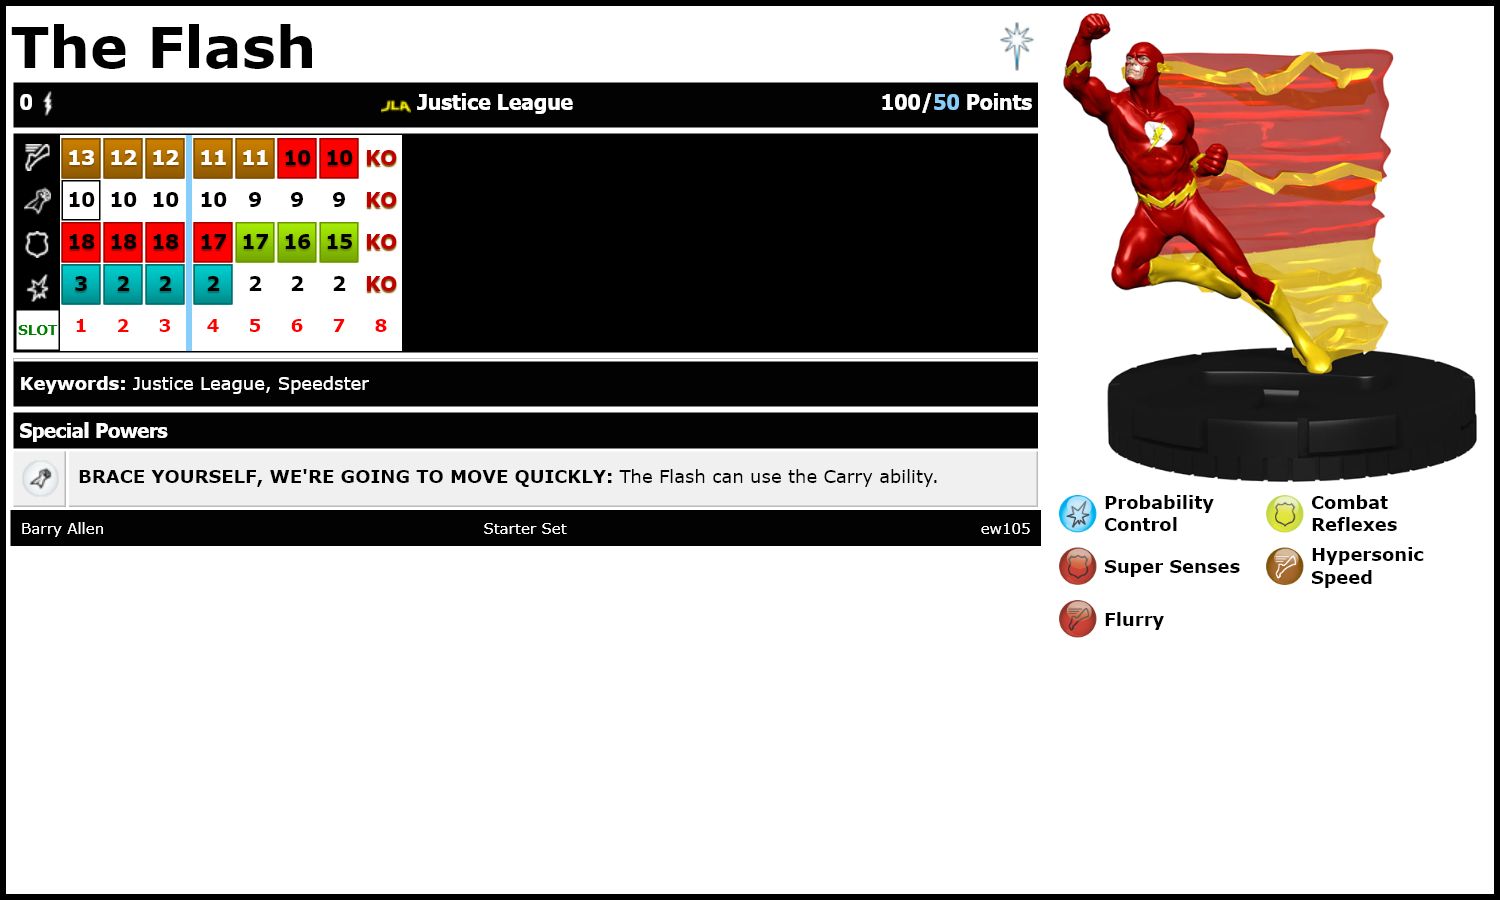 The Flash
0 JLA Justice League 100/50 Points
13 12 12 11 11 10 10 KO
10 10 10 10 9 9 9 KO
18 18 18 17 17 16 15 KO
3 2 2 2 2 2 2 KO
SLOT 1 2 3 4 5 6 7 8
Keywords: Justice League, Speedster
Special Powers
BRACE YOURSELF, WE'RE GOING TO MOVE QUICKLY: The Flash can use the Carry ability.
Barry Allen Starter Set ew105
Probability
Control
Combat
Reflexes
Super Senses
Hypersonic
Speed
Flurry